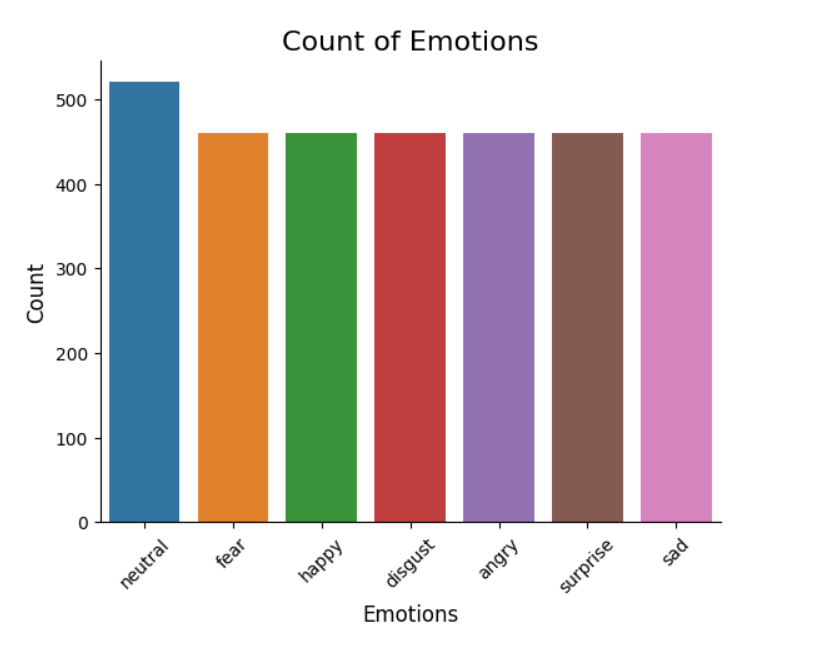 Count of Emotions
Count
500
400
300
200
100
0
neutral
fear
happy
disgust
angry
surprise
sad
Emotions